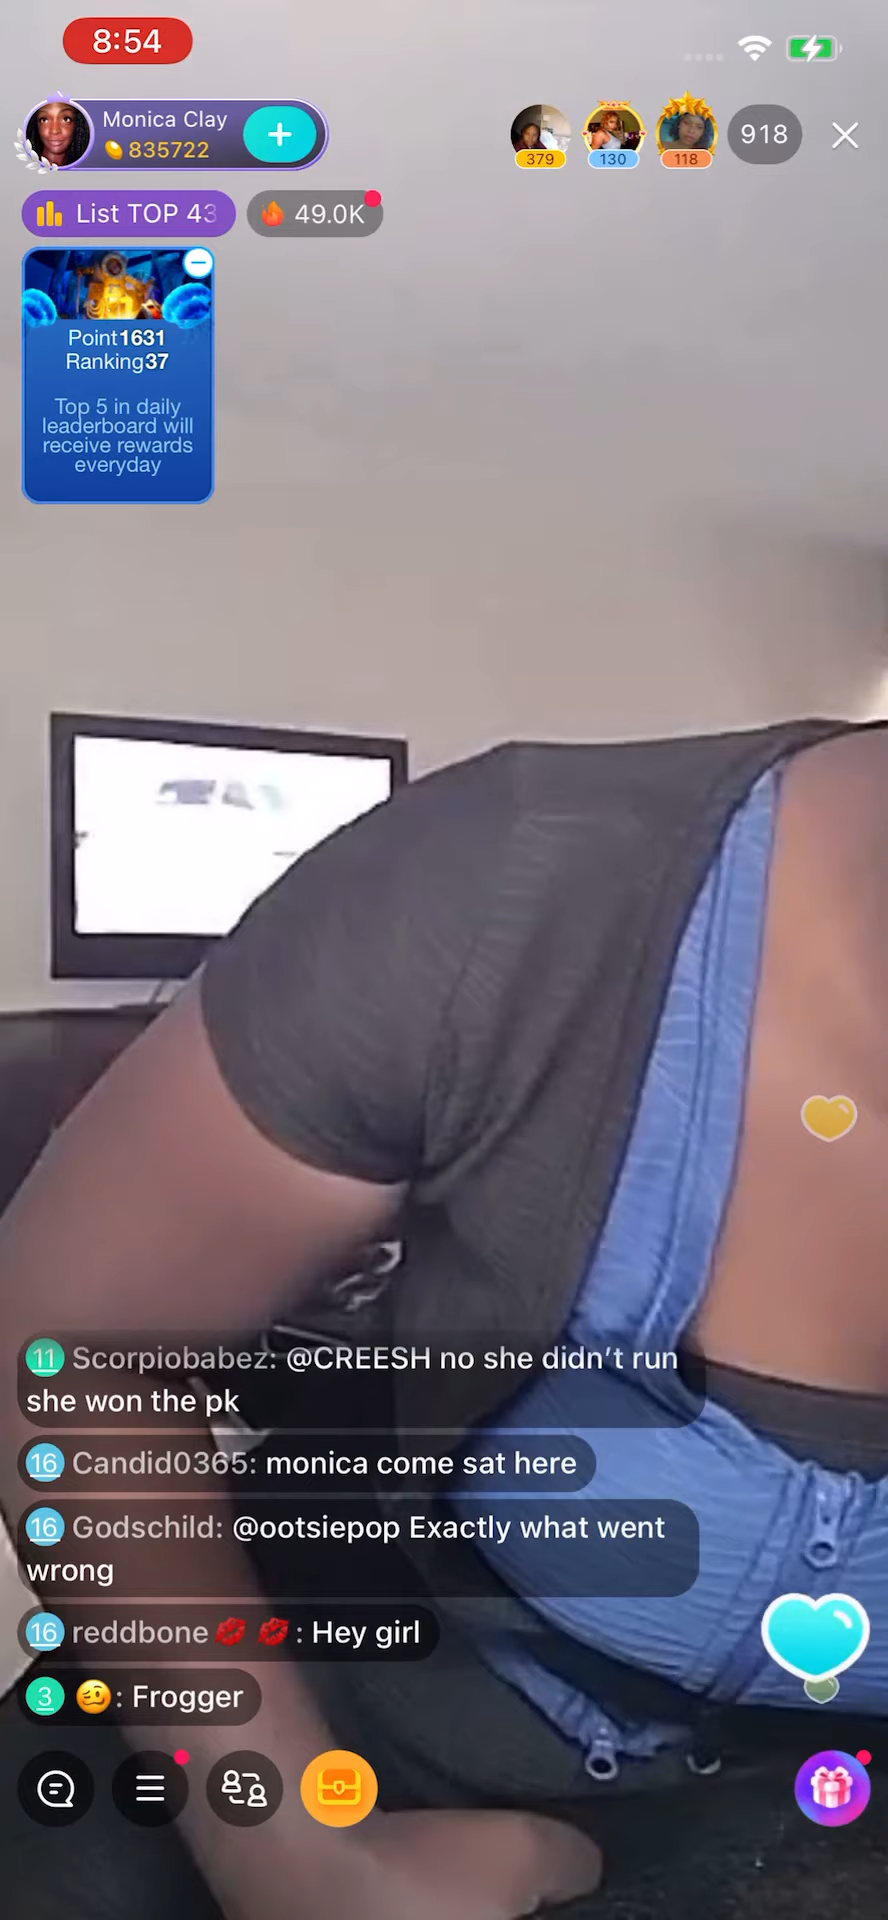 8:54
Monica Clay
835722
379
130
118
918
List TOP 43
49.0K
Point1631
Ranking37
Top 5 in daily
leaderboard will
receive rewards
everyday
11 Scorpiobabez: @CREESH no she didn't run
she won the pk
16 Candid0365: monica come sat here
16 Godschild: @ootsiepop Exactly what went
wrong
16 reddbone💋 💋: Hey girl
3 🥴: Frogger